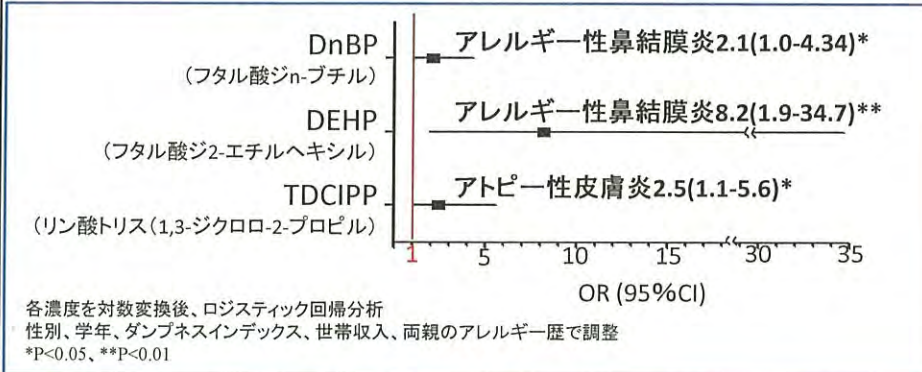 DnBP
(フタル酸ジn-ブチル)
アレルギー性鼻結膜炎2.1(1.0-4.34)*
DEHP
(フタル酸ジ2-エチルヘキシル)
アレルギー性鼻結膜炎8.2(1.9-34.7)**
TDCIPP
(リン酸トリス(1,3-ジクロロ-2-プロピル)
アトピー性皮膚炎2.5(1.1-5.6)*
1 5 10 15 30 35
OR (95%CI)
各濃度を対数変換後、ロジスティック回帰分析
性別、学年、ダンプネスインデックス、世帯収入、両親のアレルギー歴で調整
*P<0.05、**P<0.01